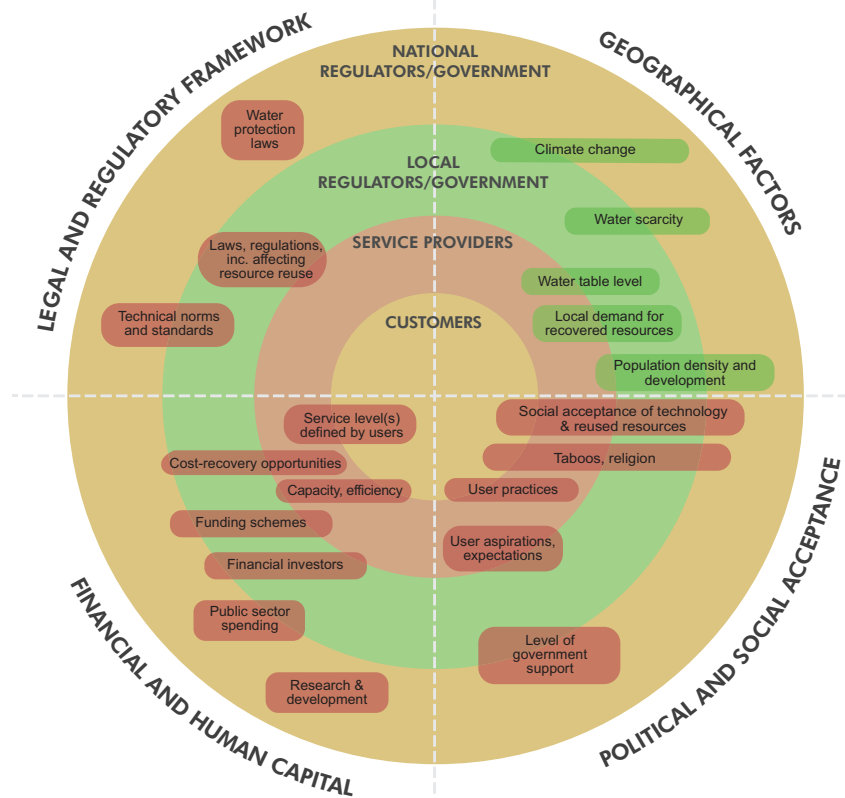 LEGAL AND REGULATORY FRAMEWORK
GEOGRAPHICAL FACTORS
NATIONAL
REGULATORS/GOVERNMENT
LOCAL
REGULATORS/GOVERNMENT
SERVICE PROVIDERS
CUSTOMERS
Water
protection
laws
Laws, regulations,
inc. affecting
resource reuse
Technical norms
and standards
Climate change
Water scarcity
Water table level
Local demand for
recovered resources
Population density and
development
Service level(s)
defined by users
Cost-recovery opportunities
Capacity, efficiency
Funding schemes
Financial investors
Public sector
spending
Research &
development
Social acceptance of technology
& reused resources
Taboos, religion
User practices
User aspirations,
expectations
Level of
government
support
FINANCIAL AND HUMAN CAPITAL
POLITICAL AND SOCIAL ACCEPTANCE